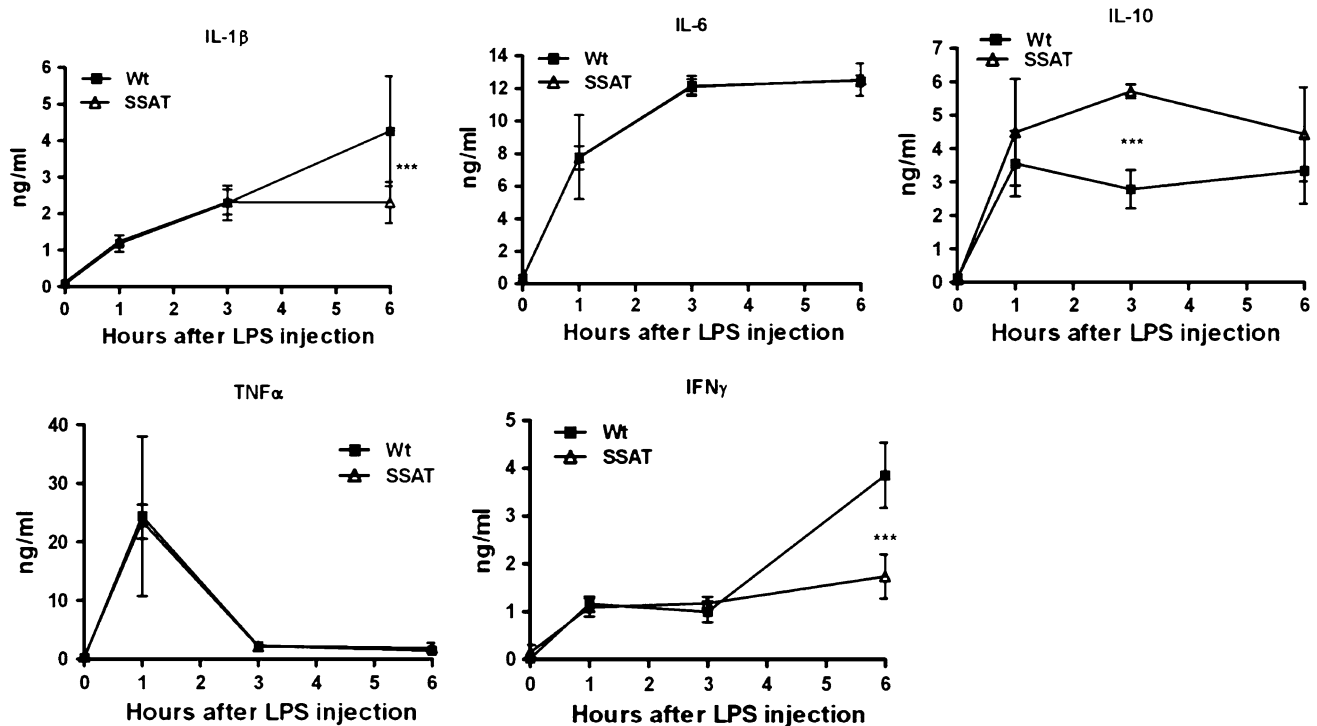 IL-1β
6
5
4
3
2
1
0
ng/ml
Wt
SSAT
***
0 1 2 3 4 5 6
Hours after LPS injection
IL-6
14
12
10
8
6
4
2
0
ng/ml
Wt
SSAT
0 1 2 3 4 5 6
Hours after LPS injection
IL-10
7
6
5
4
3
2
1
0
ng/ml
Wt
SSAT
***
0 1 2 3 4 5 6
Hours after LPS injection
TNFα
40
30
20
10
0
ng/ml
Wt
SSAT
0 1 2 3 4 5 6
Hours after LPS injection
IFNγ
5
4
3
2
1
0
ng/ml
Wt
SSAT
***
0 1 2 3 4 5 6
Hours after LPS injection